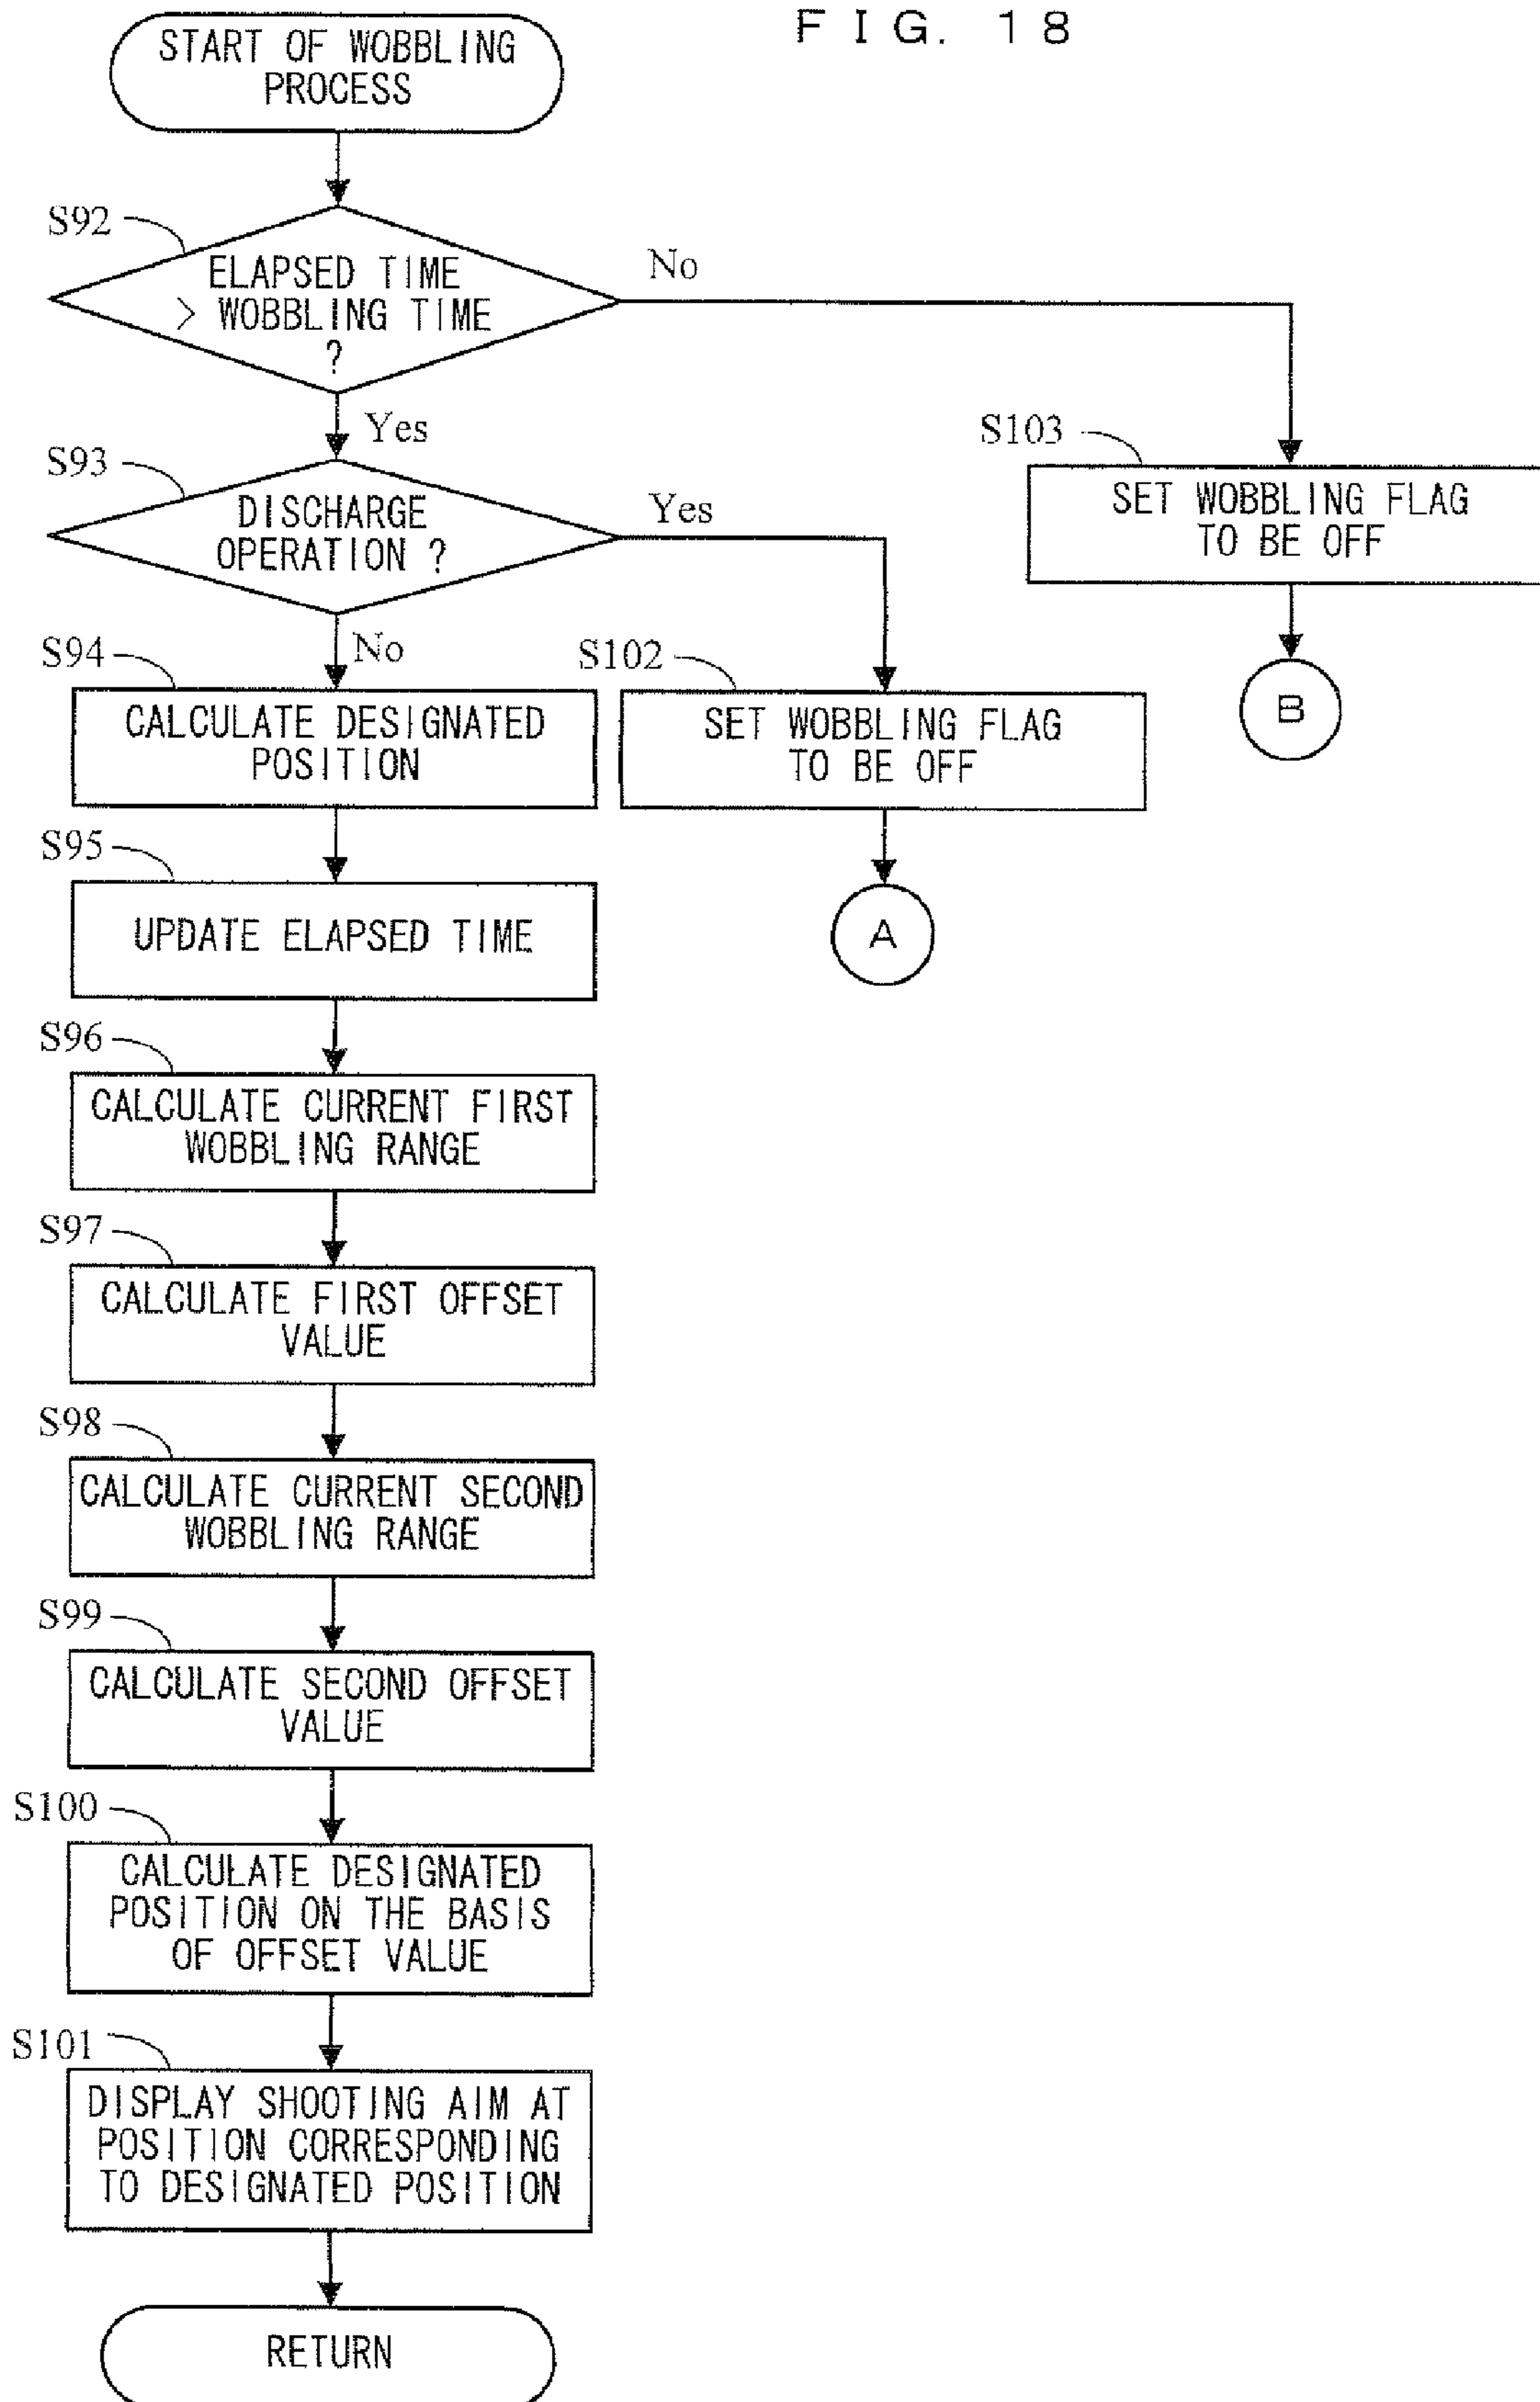 FIG. 18
START OF WOBBLING
PROCESS
S92
ELAPSED TIME
> WOBBLING TIME
?
No
Yes
S93
DISCHARGE
OPERATION ?
Yes
No
S103
SET WOBBLING FLAG
TO BE OFF
B
S94
CALCULATE DESIGNATED
POSITION
S102
SET WOBBLING FLAG
TO BE OFF
A
S95
UPDATE ELAPSED TIME
S96
CALCULATE CURRENT FIRST
WOBBLING RANGE
S97
CALCULATE FIRST OFFSET
VALUE
S98
CALCULATE CURRENT SECOND
WOBBLING RANGE
S99
CALCULATE SECOND OFFSET
VALUE
S100
CALCULATE DESIGNATED
POSITION ON THE BASIS
OF OFFSET VALUE
S101
DISPLAY SHOOTING AIM AT
POSITION CORRESPONDING
TO DESIGNATED POSITION
RETURN